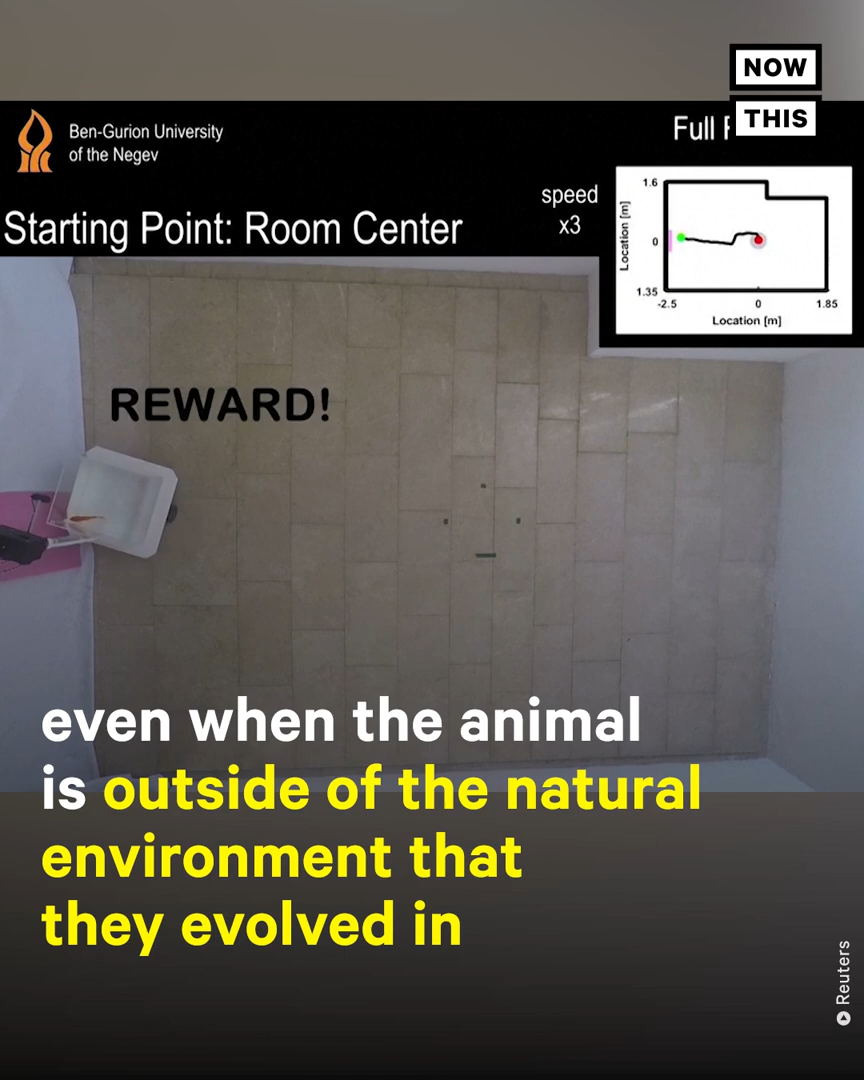 NOW
THIS
Ben-Gurion University
of the Negev
Full
Starting Point: Room Center
speed
x3
Location [m]
1.6
0
1.35
-2.5
0
1.85
Location [m]
REWARD!
even when the animal
is outside of the natural
environment that
they evolved in
Reuters